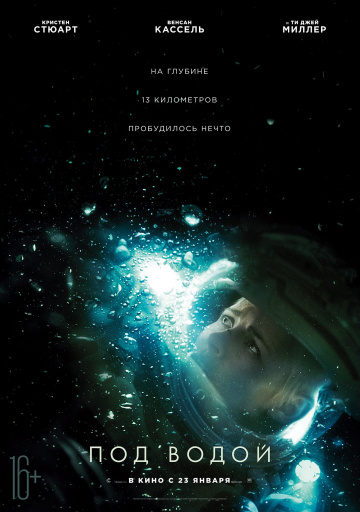 КРИСТЕН
СТЮАРТ
ВЕНСАН
КАССЕЛЬ
И ТИ ДЖЕЙ
МИЛЛЕР
НА ГЛУБИНЕ
13 КИЛОМЕТРОВ
ПРОБУДИЛОСЬ НЕЧТО
ПОД ВОДОЙ
16+
В КИНО С 23 ЯНВАРЯ